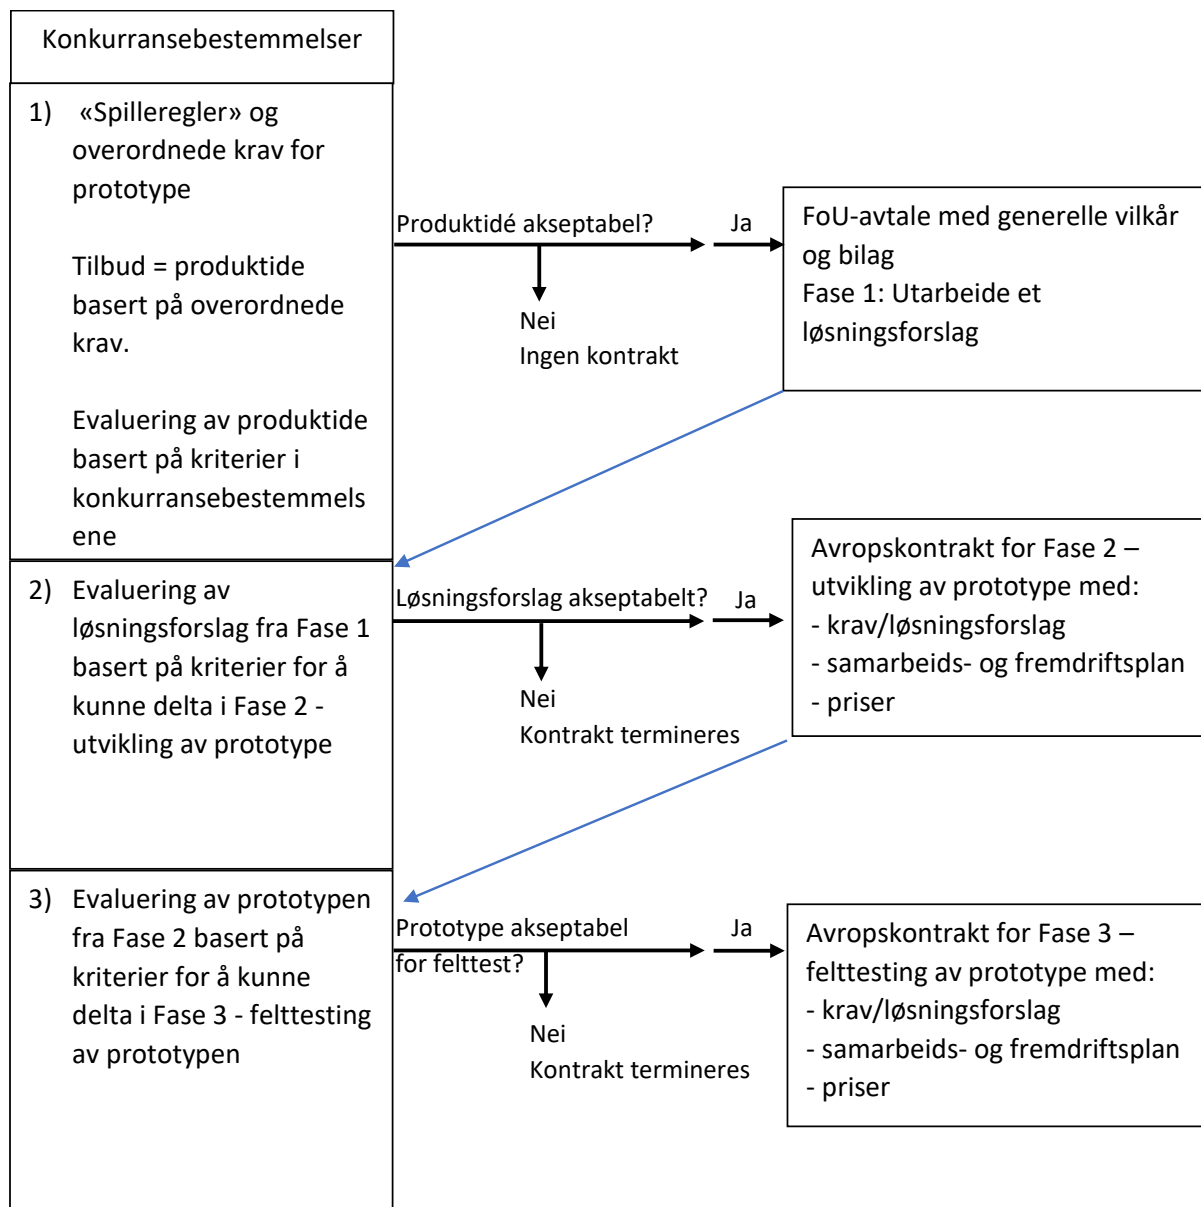 Konkurransebestemmelser
1) «Spilleregler» og
overordnede krav for
prototype
Tilbud = produktide
basert på overordnede
krav.
Evaluering av produktide
basert på kriterier i
konkurransebestemmels
ene
Produktidé akseptabel?
Ja
Nei
Ingen kontrakt
FoU-avtale med generelle vilkår
og bilag
Fase 1: Utarbeide et
løsningsforslag
2) Evaluering av
løsningsforslag fra Fase 1
basert på kriterier for å
kunne delta i Fase 2 -
utvikling av prototype
Løsningsforslag akseptabelt?
Ja
Nei
Kontrakt termineres
Avropskontrakt for Fase 2 –
utvikling av prototype med:
- krav/løsningsforslag
- samarbeids- og fremdriftsplan
- priser
3) Evaluering av prototypen
fra Fase 2 basert på
kriterier for å kunne
delta i Fase 3 - felttesting
av prototypen
Prototype akseptabel
for felttest?
Ja
Nei
Kontrakt termineres
Avropskontrakt for Fase 3 –
felttesting av prototype med:
- krav/løsningsforslag
- samarbeids- og fremdriftsplan
- priser